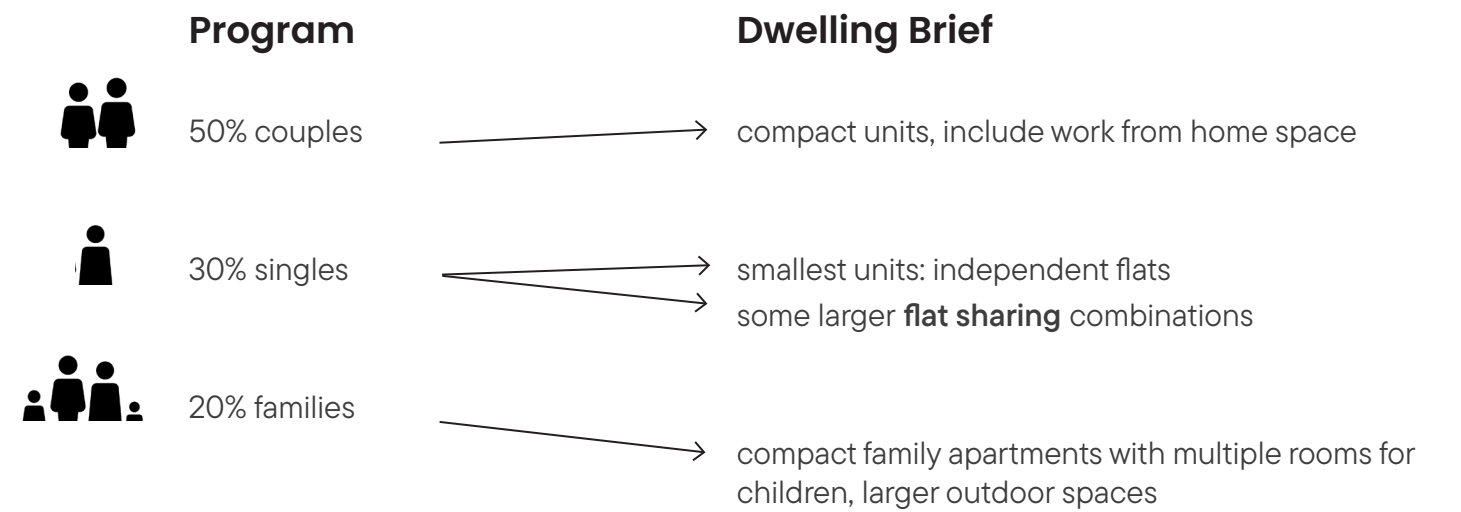 Program
Dwelling Brief
50% couples
compact units, include work from home space
30% singles
smallest units: independent flats
some larger flat sharing combinations
20% families
compact family apartments with multiple rooms for
children, larger outdoor spaces